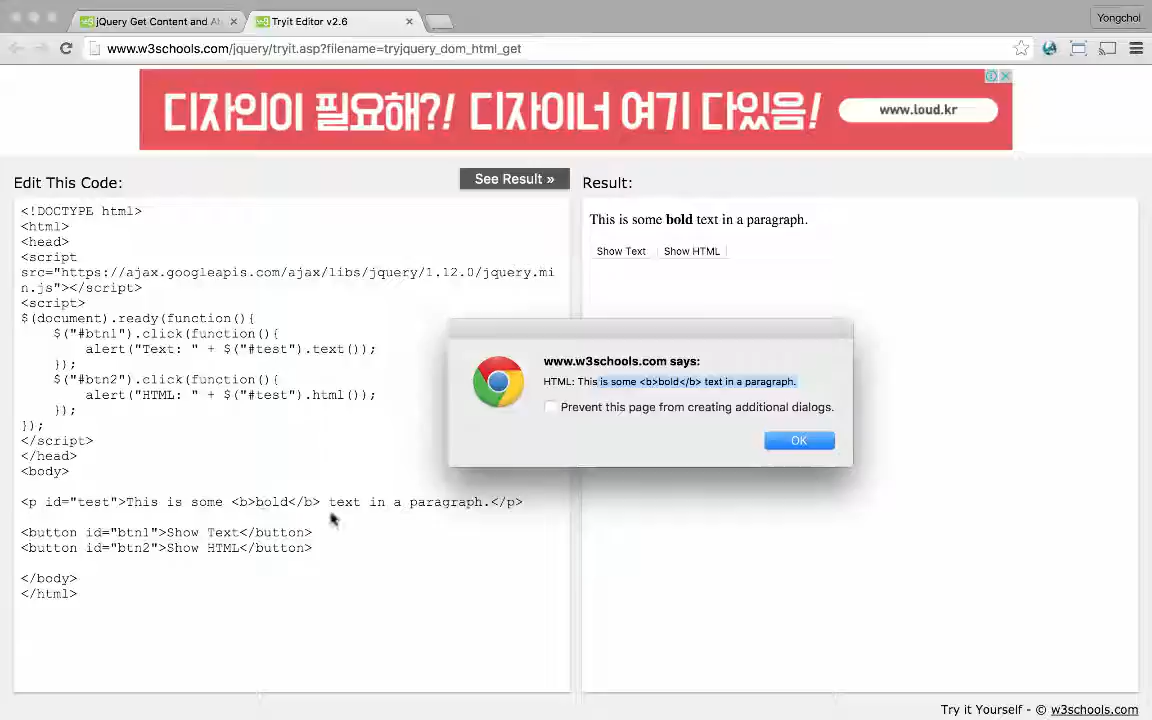 jQuery Get Content and At
Tryit Editor v2.6
Yongchol
www.w3schools.com/jquery/tryit.asp?filename=tryjquery_dom_html_get
디자인이 필요해?! 디자이너 여기 다있음!
www.loud.kr
Edit This Code:
See Result »
Result:
<!DOCTYPE html>
<html>
<head>
<script
src="https://ajax.googleapis.com/ajax/libs/jquery/1.12.0/jquery.mi
n.js"></script>
<script>
$(document).ready(function(){
    $("#btn1").click(function(){
        alert("Text: " + $("#test").text());
    });
    $("#btn2").click(function(){
        alert("HTML: " + $("#test").html());
    });
});
</script>
</head>
<body>
<p id="test">This is some <b>bold</b> text in a paragraph.</p>
<button id="btn1">Show Text</button>
<button id="btn2">Show HTML</button>
</body>
</html>
This is some bold text in a paragraph.
Show Text
Show HTML
www.w3schools.com says:
HTML: This is some <b>bold</b> text in a paragraph.
Prevent this page from creating additional dialogs.
OK
Try it Yourself - © w3schools.com